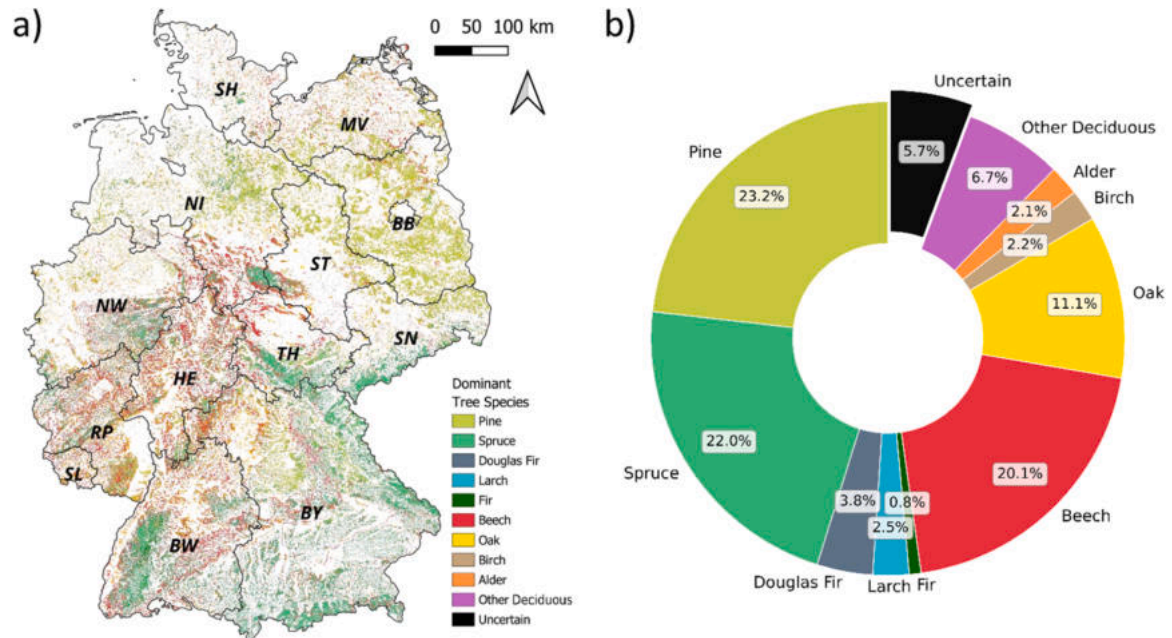 a)
0 50 100 km
SH
MV
NI
BB
ST
NW
SN
TH
HE
RP
SL
BY
BW
Dominant
Tree Species
Pine
Spruce
Douglas Fir
Larch
Fir
Beech
Oak
Birch
Alder
Other Deciduous
Uncertain
b)
Uncertain
5.7%
Other Deciduous
6.7%
Alder
2.1%
Birch
2.2%
Oak
11.1%
Beech
20.1%
Fir
0.8%
Larch
2.5%
Douglas Fir
3.8%
Spruce
22.0%
Pine
23.2%